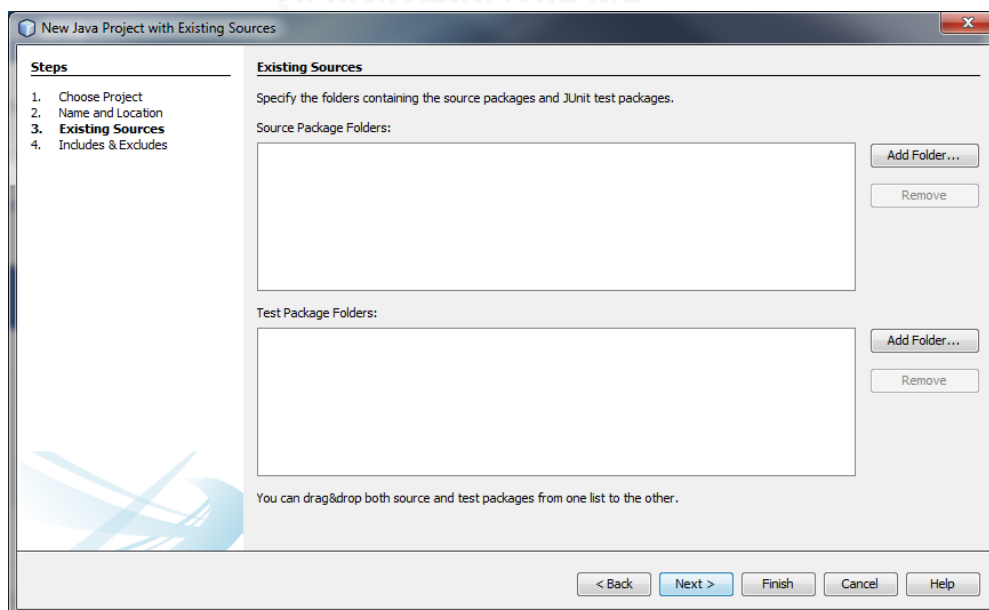 New Java Project with Existing Sources
x
Steps
1. Choose Project
2. Name and Location
3. Existing Sources
4. Includes & Excludes
Existing Sources
Specify the folders containing the source packages and JUnit test packages.
Source Package Folders:
Add Folder...
Remove
Test Package Folders:
Add Folder...
Remove
You can drag&drop both source and test packages from one list to the other.
< Back Next > Finish Cancel Help